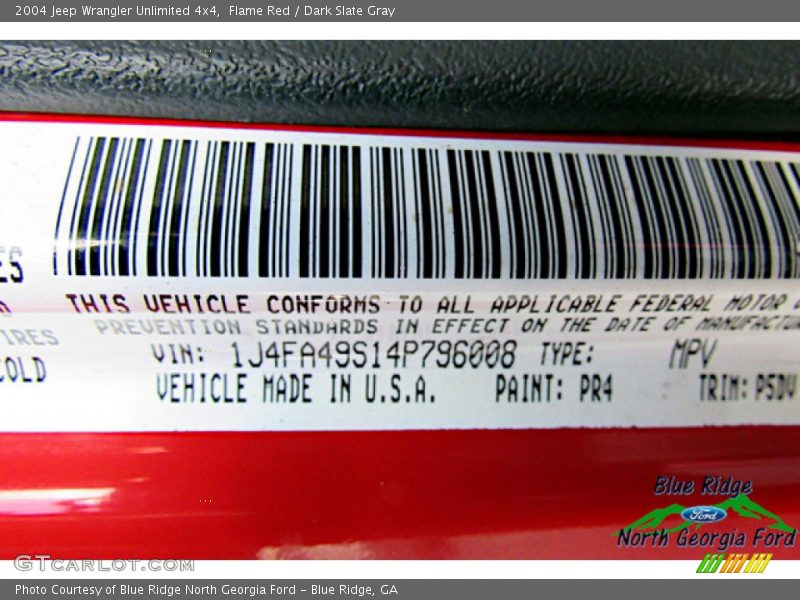 2004 Jeep Wrangler Unlimited 4x4,  Flame Red / Dark Slate Gray
THIS VEHICLE CONFORMS TO ALL APPLICABLE FEDERAL MOTOR
PREVENTION STANDARDS IN EFFECT ON THE DATE OF
VIN: 1J4FA49S14P796008 TYPE: MPV
COLD
VEHICLE MADE IN U.S.A. PAINT: PR4 TRIM: P5DV
Blue Ridge
Ford
North Georgia Ford
GTCARLOT.COM
Photo Courtesy of Blue Ridge North Georgia Ford – Blue Ridge, GA